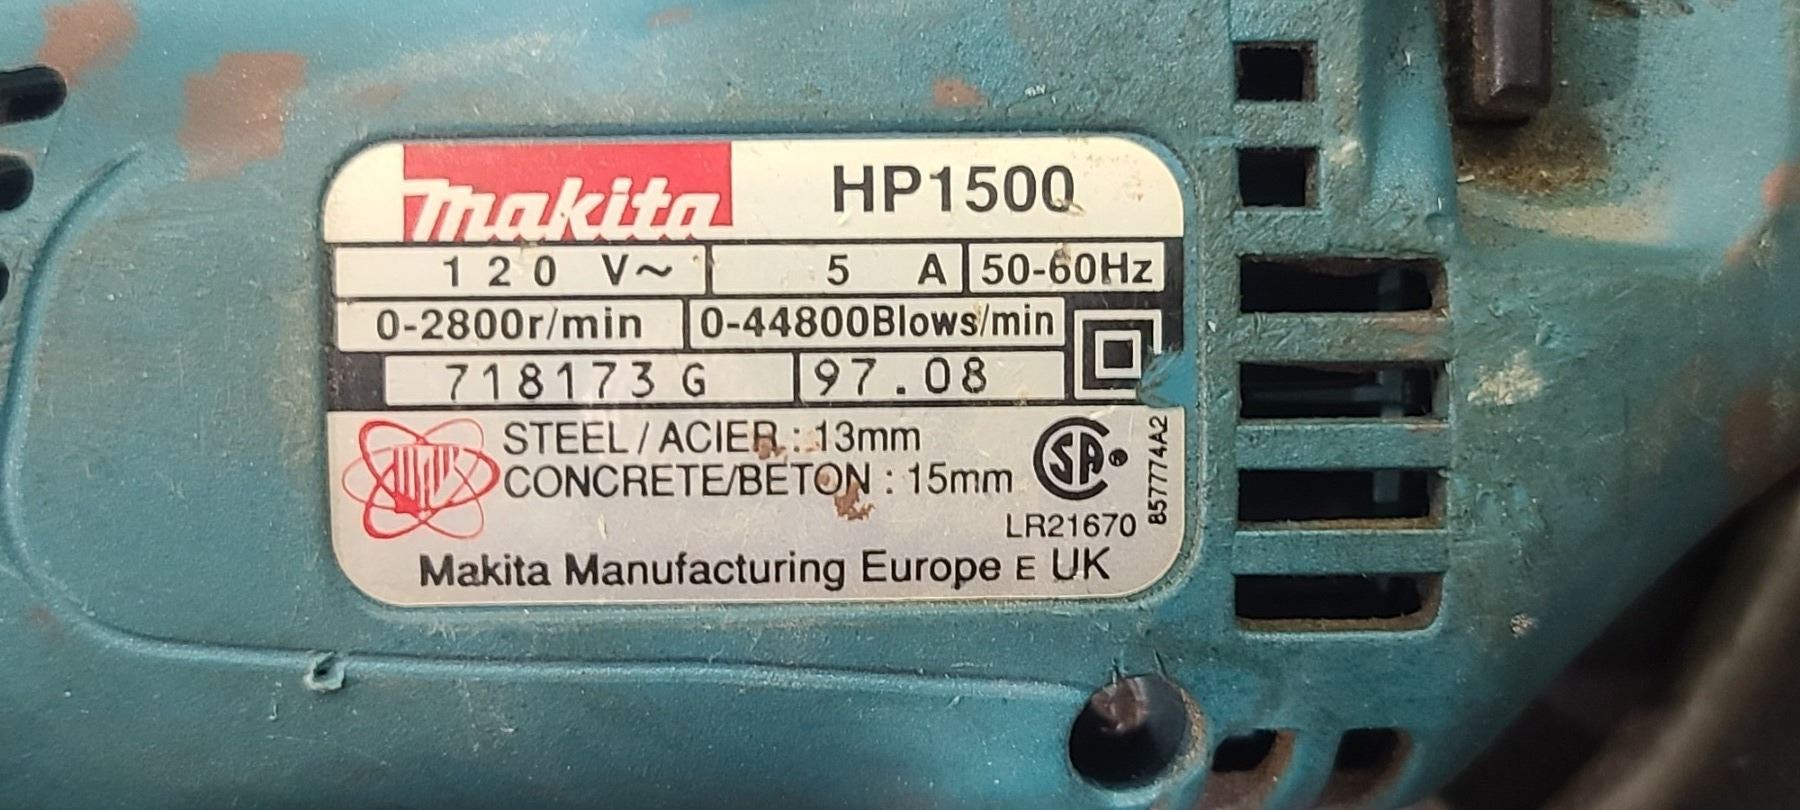 makita HP1500
120 V~ 5 A 50-60Hz
0-2800r/min 0-44800Blows/min
718173 G 97.08
STEEL/ACIER : 13mm
CONCRETE/BETON : 15mm
SA
LR21670
857774A2
Makita Manufacturing Europe E UK